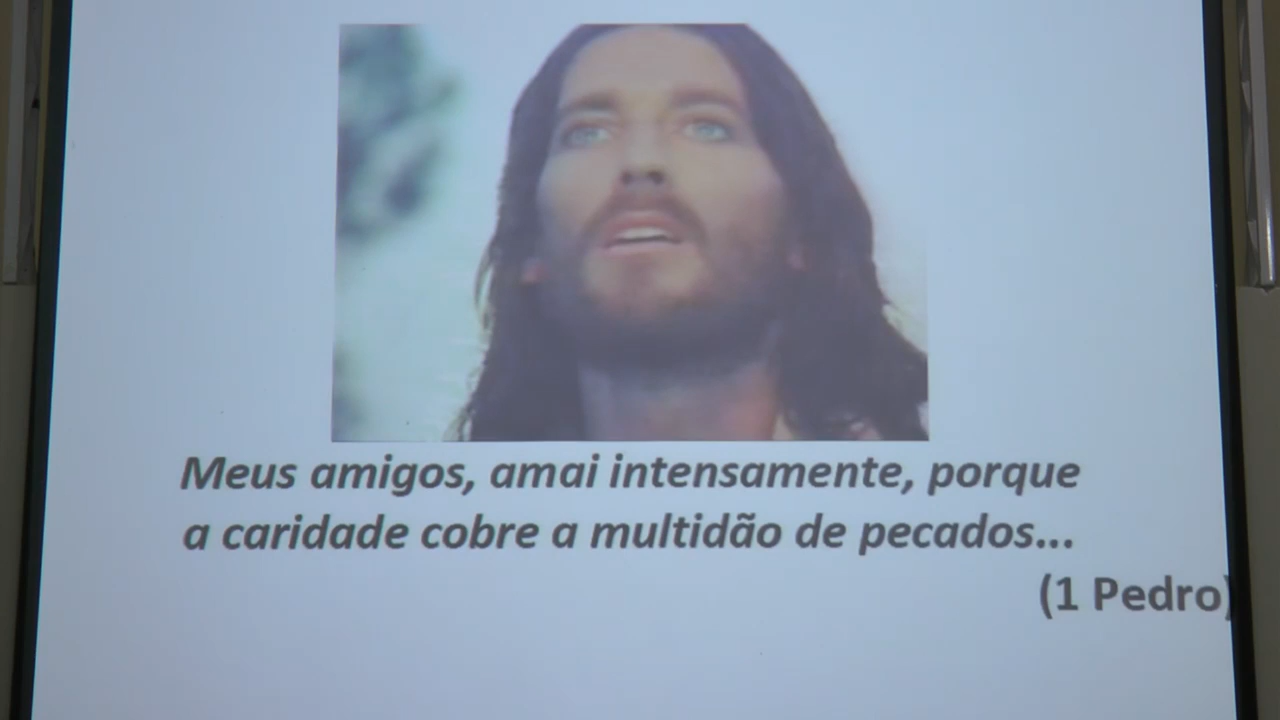 Meus amigos, amai intensamente, porque
a caridade cobre a multidão de pecados...
(1 Pedro)